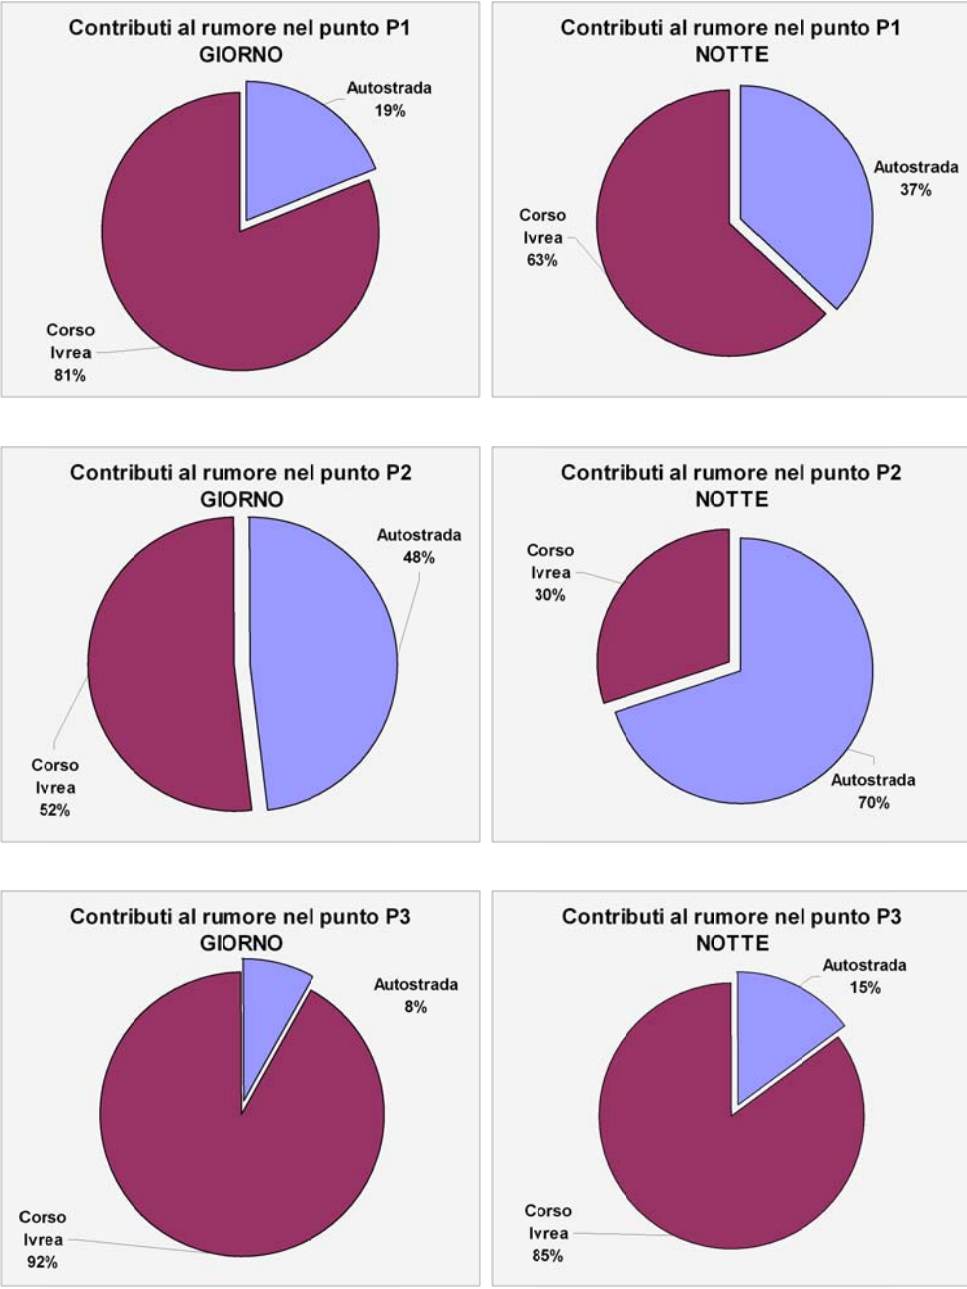 Contributi al rumore nel punto P1
GIORNO
Autostrada
19%
Corso
Ivrea
81%
Contributi al rumore nel punto P1
NOTTE
Autostrada
37%
Corso
Ivrea
63%
Contributi al rumore nel punto P2
GIORNO
Autostrada
48%
Corso
Ivrea
52%
Contributi al rumore nel punto P2
NOTTE
Corso
Ivrea
30%
Autostrada
70%
Contributi al rumore nel punto P3
GIORNO
Autostrada
8%
Corso
Ivrea
92%
Contributi al rumore nel punto P3
NOTTE
Autostrada
15%
Corso
Ivrea
85%